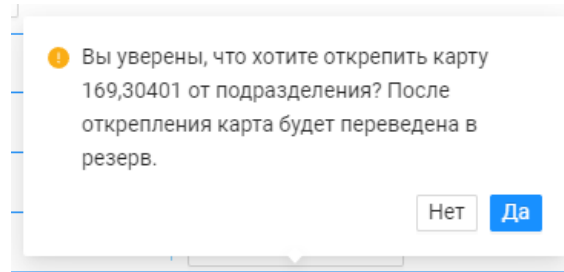 Вы уверены, что хотите открепить карту
169,30401 от подразделения? После
открепления карта будет переведена в
резерв.
Нет Да